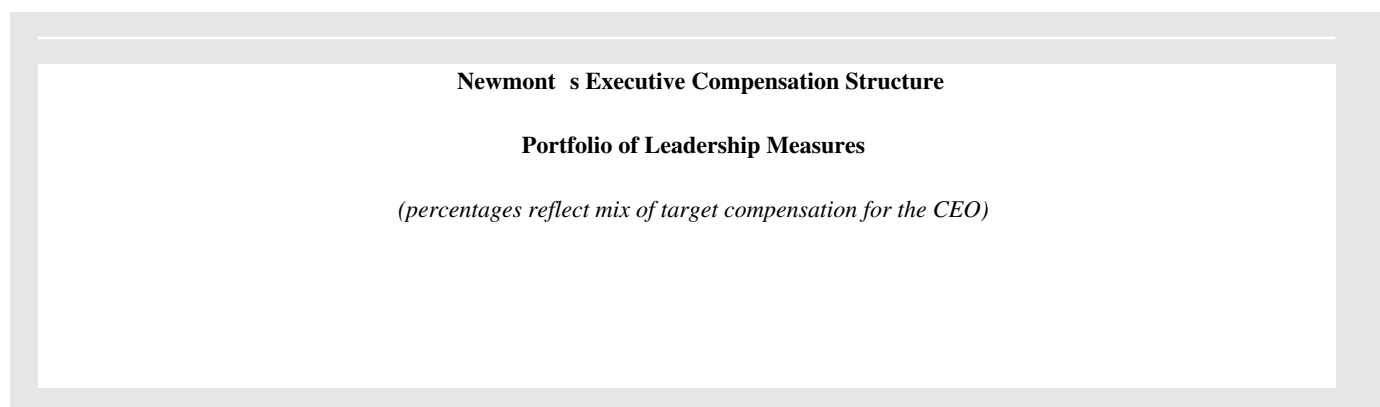 Newmont s Executive Compensation Structure
Portfolio of Leadership Measures
(percentages reflect mix of target compensation for the CEO)